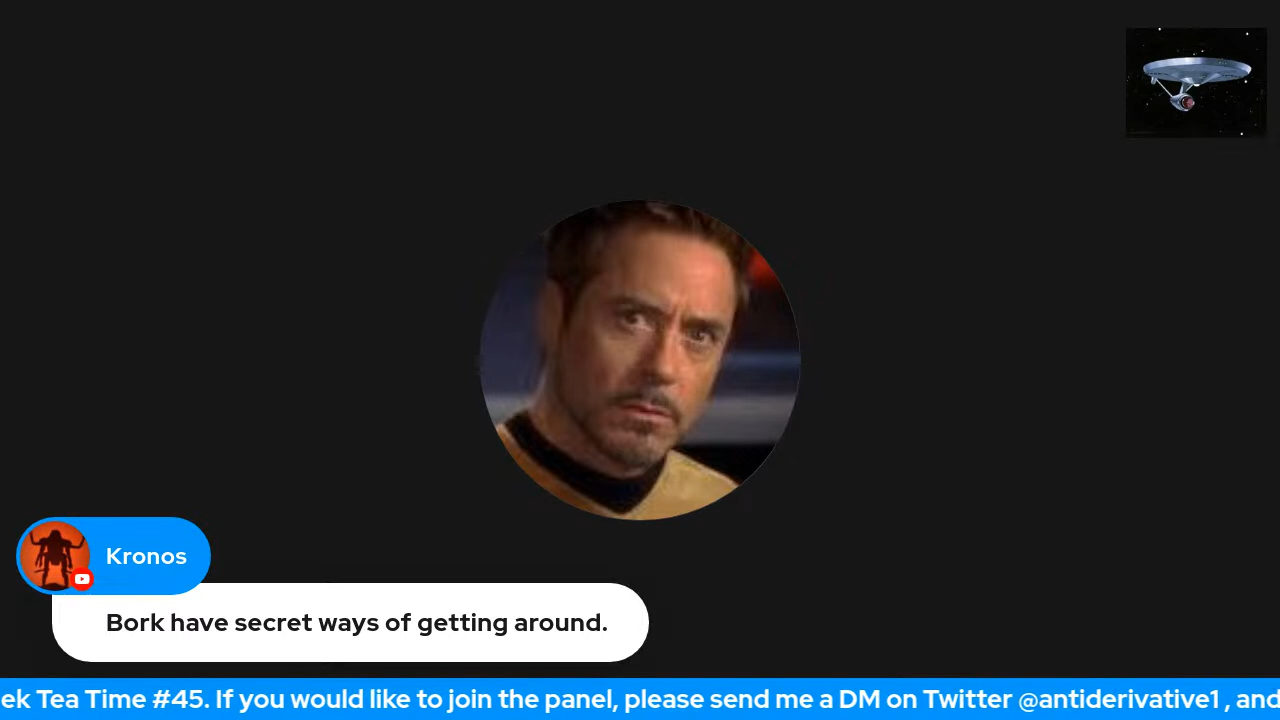 Kronos
Bork have secret ways of getting around.
ek Tea Time #45. If you would like to join the panel, please send me a DM on Twitter @antiderivative1 , and